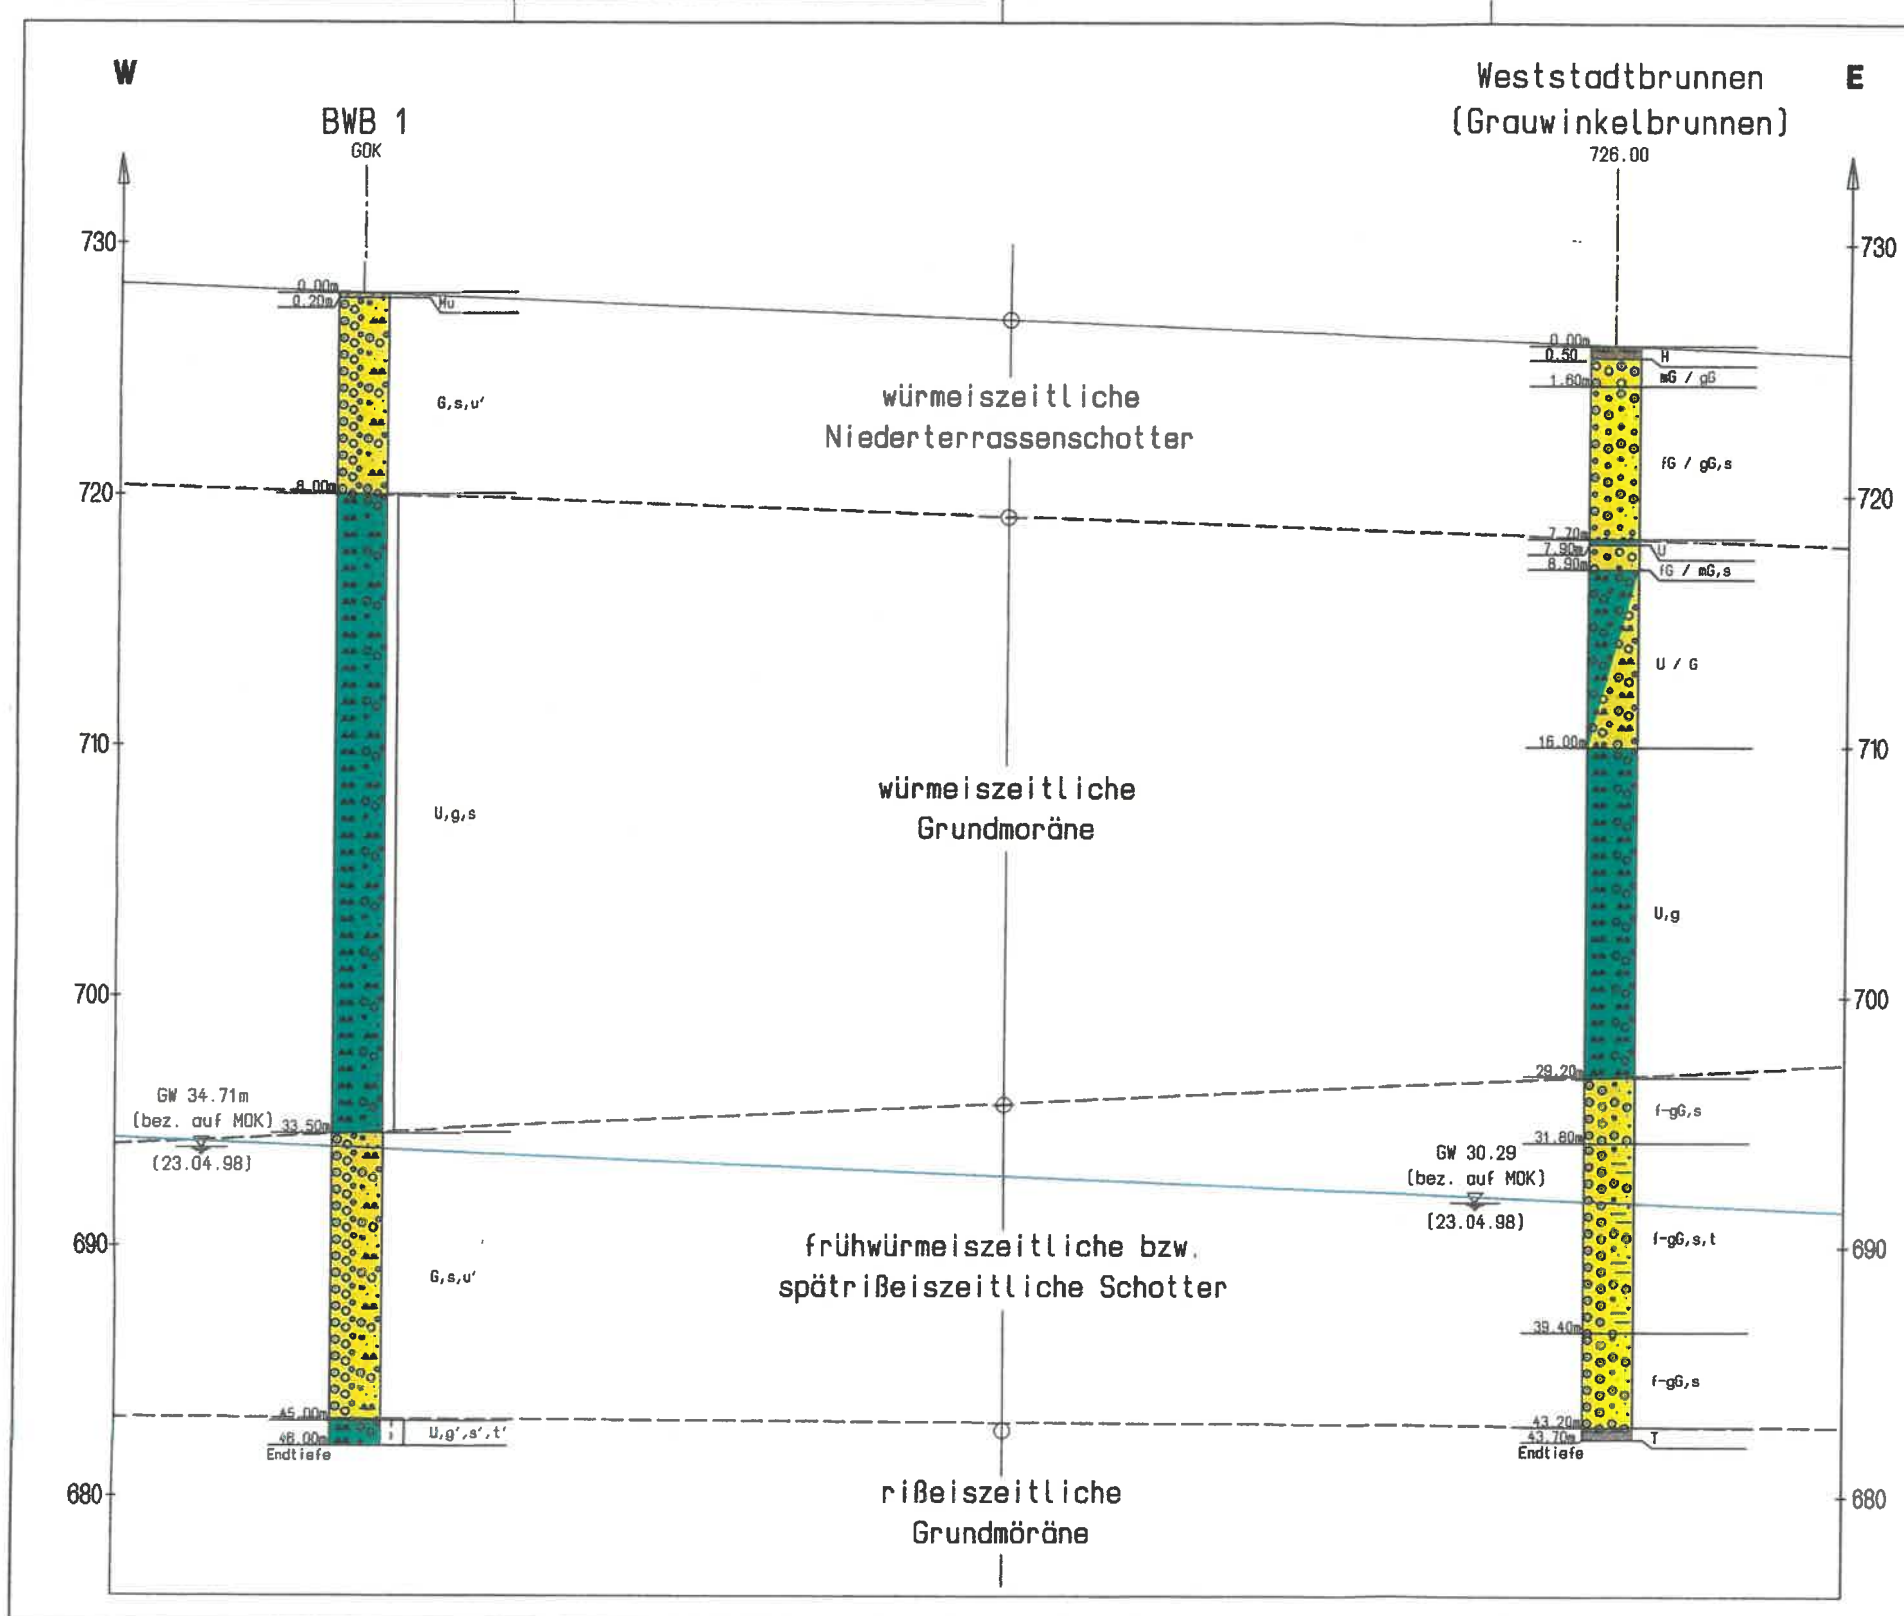 W
E
BWB 1
GOK
Weststadtbrunnen
(Grauwinkelbrunnen)
726.00
730
730
0.00m
0.20m
Mu
0.00m
0.50
H
1.60m
mG / gG
würmeiszeitliche
Niederterrassenschotter
G,s,u'
fG / gG,s
720
8.00m
720
7.70m
7.90m
U
8.90m
fG / mG,s
U / G
710
16.00m
710
würmeiszeitliche
Grundmoräne
U,g,s
U,g
700
700
29.20m
f-gG,s
GW 34.71m
(bez. auf MOK)
(23.04.98)
33.50m
31.80m
GW 30.29
(bez. auf MOK)
(23.04.98)
690
frühwürmeiszeitliche bzw.
spätrißeiszeitliche Schotter
G,s,u'
f-gG,s,t
690
39.40m
f-gG,s
45.00m
U,g',s',t'
46.00m
Endtiefe
43.20m
43.70m
T
Endtiefe
680
rißeiszeitliche
Grundmöräne
680